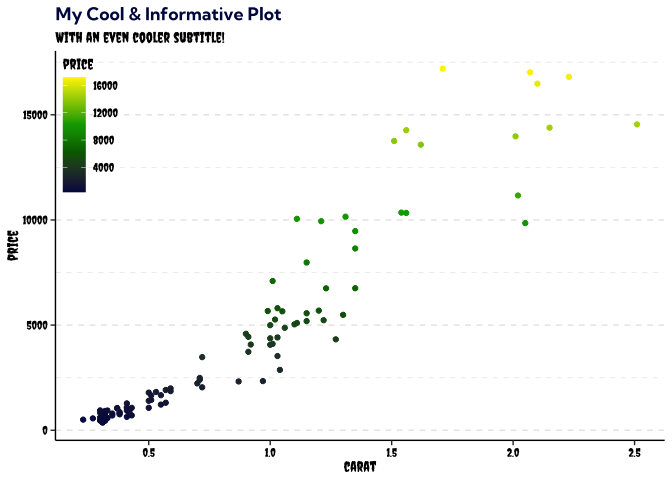 My Cool & Informative Plot
WITH AN EVEN COOLER SUBTITLE!
PRICE
16000
12000
8000
4000
15000
10000
5000
0
PRICE
0.5
1.0
1.5
2.0
2.5
CARAT